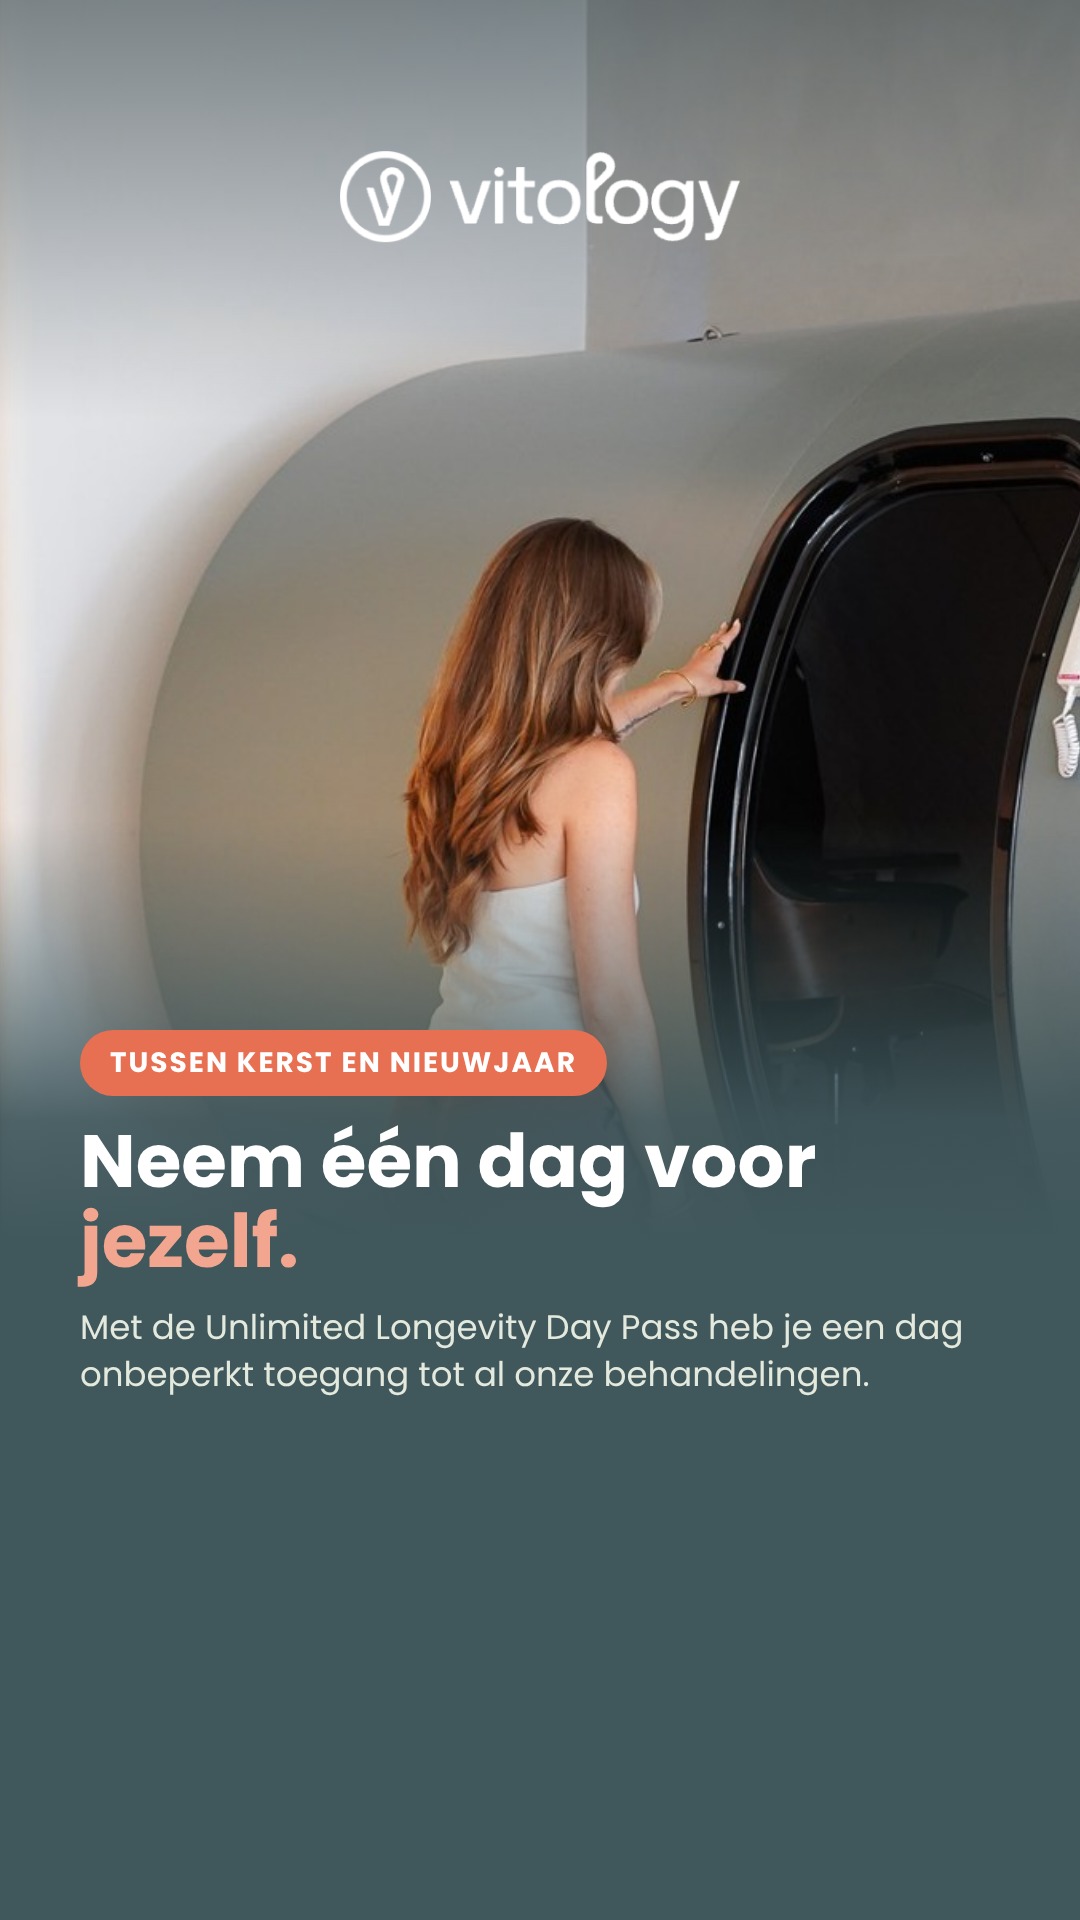 vitology
TUSSEN KERST EN NIEUWJAAR
Neem één dag voor
jezelf.
Met de Unlimited Longevity Day Pass heb je een dag
onbeperkt toegang tot al onze behandelingen.